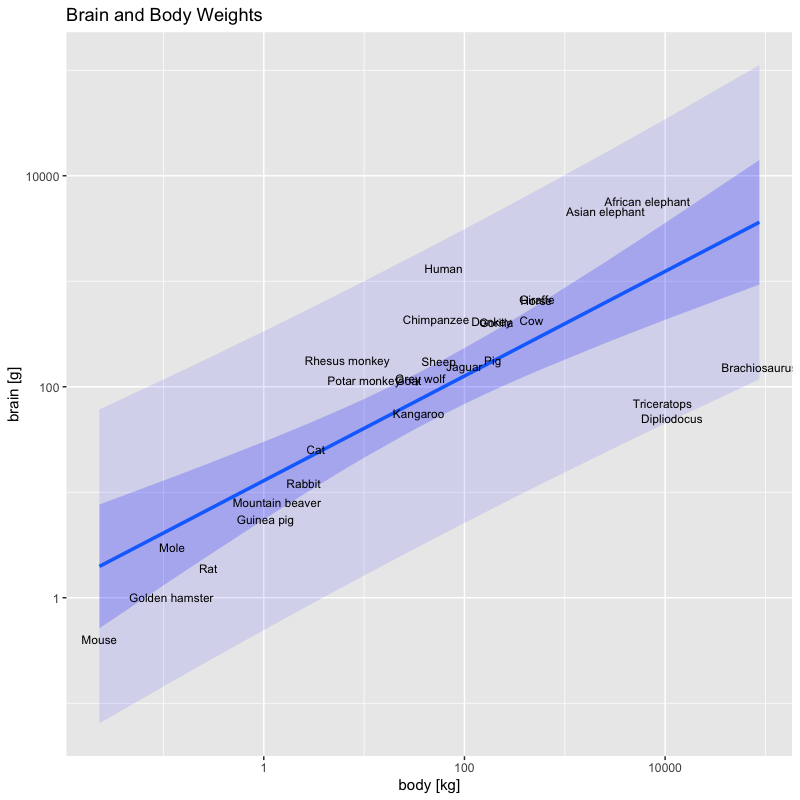 Brain and Body Weights
10000
African elephant
Asian elephant
Human
Giraffe
Horse
Chimpanzee
Donkey
Gorilla
Cow
Rhesus monkey
Sheep
Pig
Jaguar
Brachiosaurus
100
Potar monkey
Goat
Grey wolf
Triceratops
Kangaroo
Dipliodocus
Cat
Rabbit
Mountain beaver
Guinea pig
Mole
Rat
1
Golden hamster
Mouse
1
100
10000
body [kg]
brain [g]